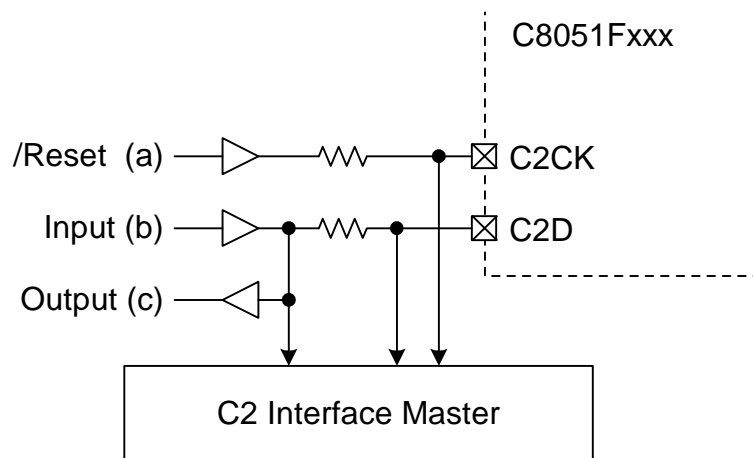 C8051Fxxx
/Reset (a)
C2CK
Input (b)
C2D
Output (c)
C2 Interface Master